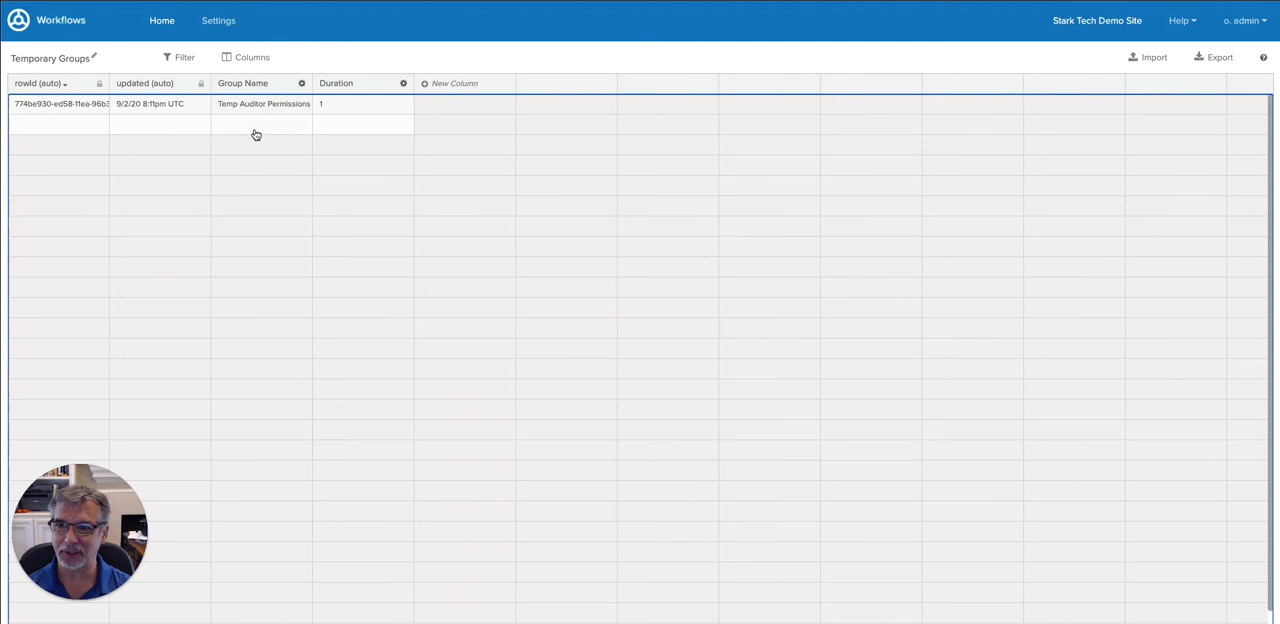 Workflows Home Settings Stark Tech Demo Site Help o. admin
Temporary Groups Filter Columns Import Export ?
rowId (auto) updated (auto) Group Name Duration New Column
774be930-ed58-11ea-96b3 9/2/20 8:11pm UTC Temp Auditor Permissions 1